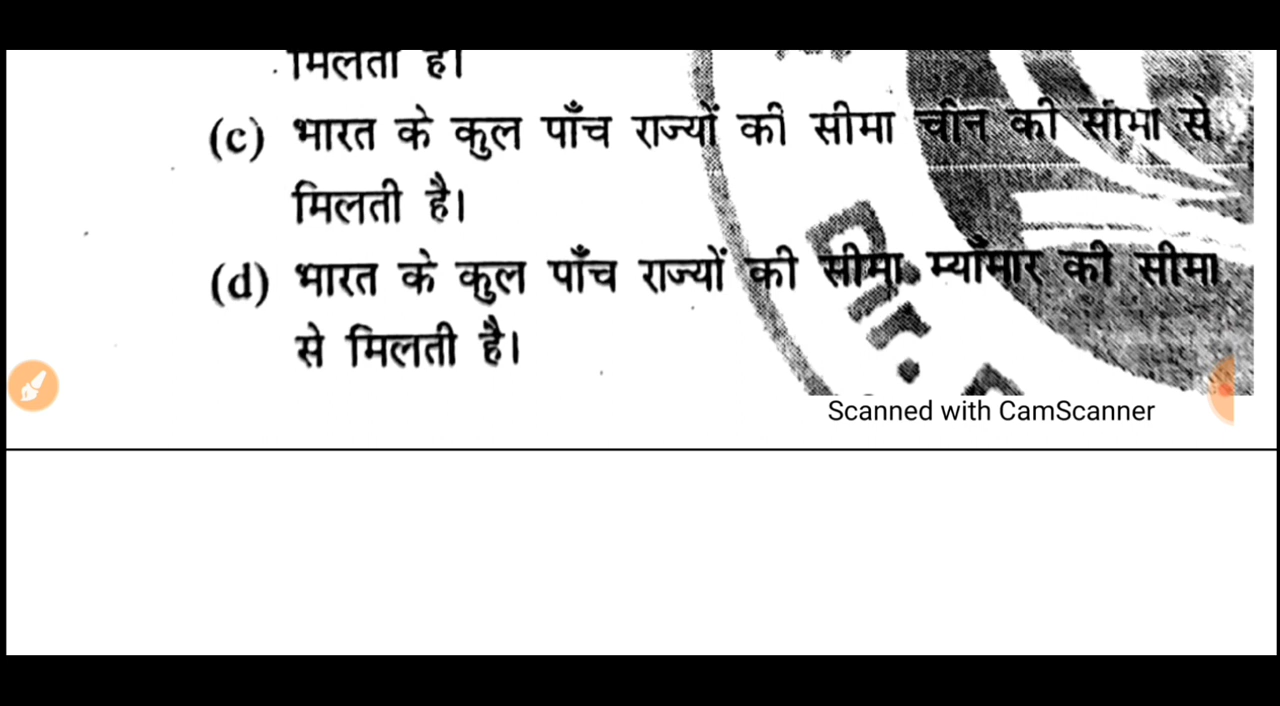 मिलती है।
(c) भारत के कुल पाँच राज्यों की सीमा चीन की सीमा से
मिलती है।
(d) भारत के कुल पाँच राज्यों की सीमा म्याँमार की सीमा
से मिलती है।
Scanned with CamScanner